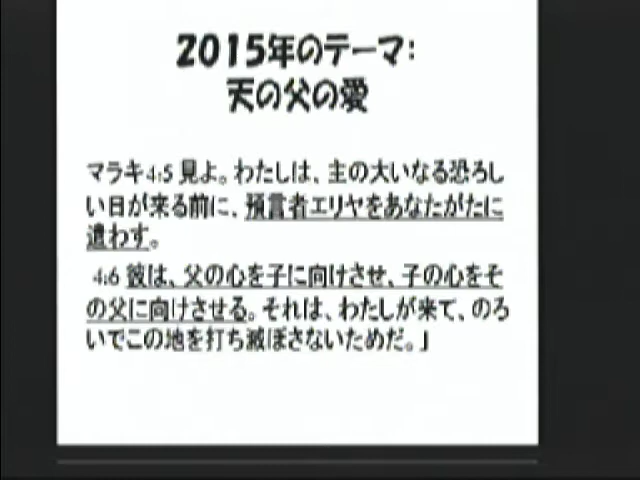 2015年のテーマ:
天の父の愛
マラキ4:5 見よ。わたしは、主の大いなる恐ろし
い日が来る前に、預言者エリヤをあなたがたに
遣わす。
4:6 彼は、父の心を子に向けさせ、子の心をそ
の父に向けさせる。それは、わたしが来て、のろ
いでこの地を打ち滅ぼさないためだ。」